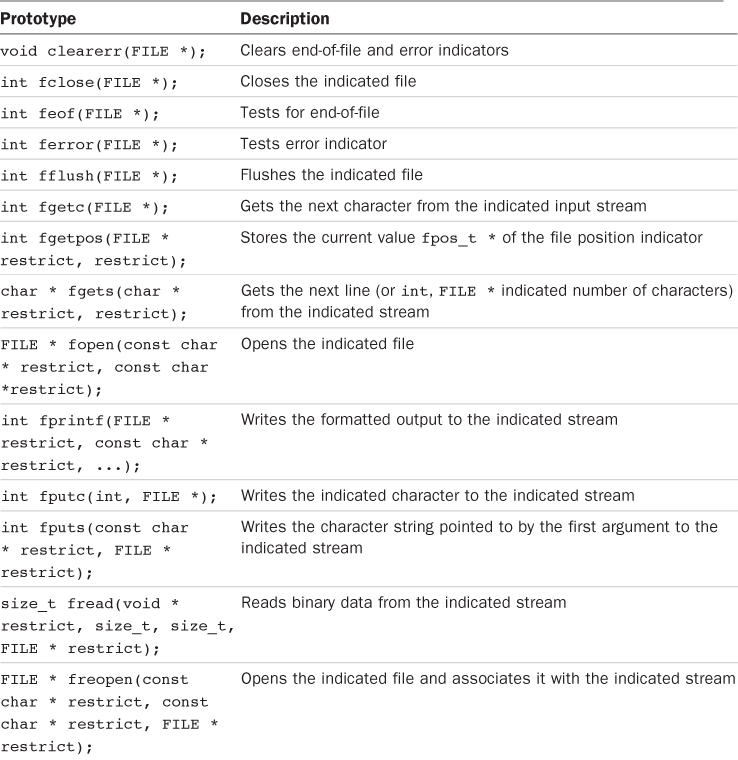 Prototype Description
void clearerr(FILE *); Clears end-of-file and error indicators
int fclose(FILE *); Closes the indicated file
int feof(FILE *); Tests for end-of-file
int ferror(FILE *); Tests error indicator
int fflush(FILE *); Flushes the indicated file
int fgetc(FILE *); Gets the next character from the indicated input stream
int fgetpos(FILE * Stores the current value fpos_t * of the file position indicator
restrict, restrict);
char * fgets(char * Gets the next line (or int, FILE * indicated number of characters)
restrict, restrict); from the indicated stream
FILE * fopen(const char Opens the indicated file
* restrict, const char
*restrict);
int fprintf(FILE * Writes the formatted output to the indicated stream
restrict, const char *
restrict, ...);
int fputc(int, FILE *); Writes the indicated character to the indicated stream
int fputs(const char Writes the character string pointed to by the first argument to the
* restrict, FILE * indicated stream
restrict);
size_t fread(void * Reads binary data from the indicated stream
restrict, size_t, size_t,
FILE * restrict);
FILE * freopen(const Opens the indicated file and associates it with the indicated stream
char * restrict, const
char * restrict, FILE *
restrict);